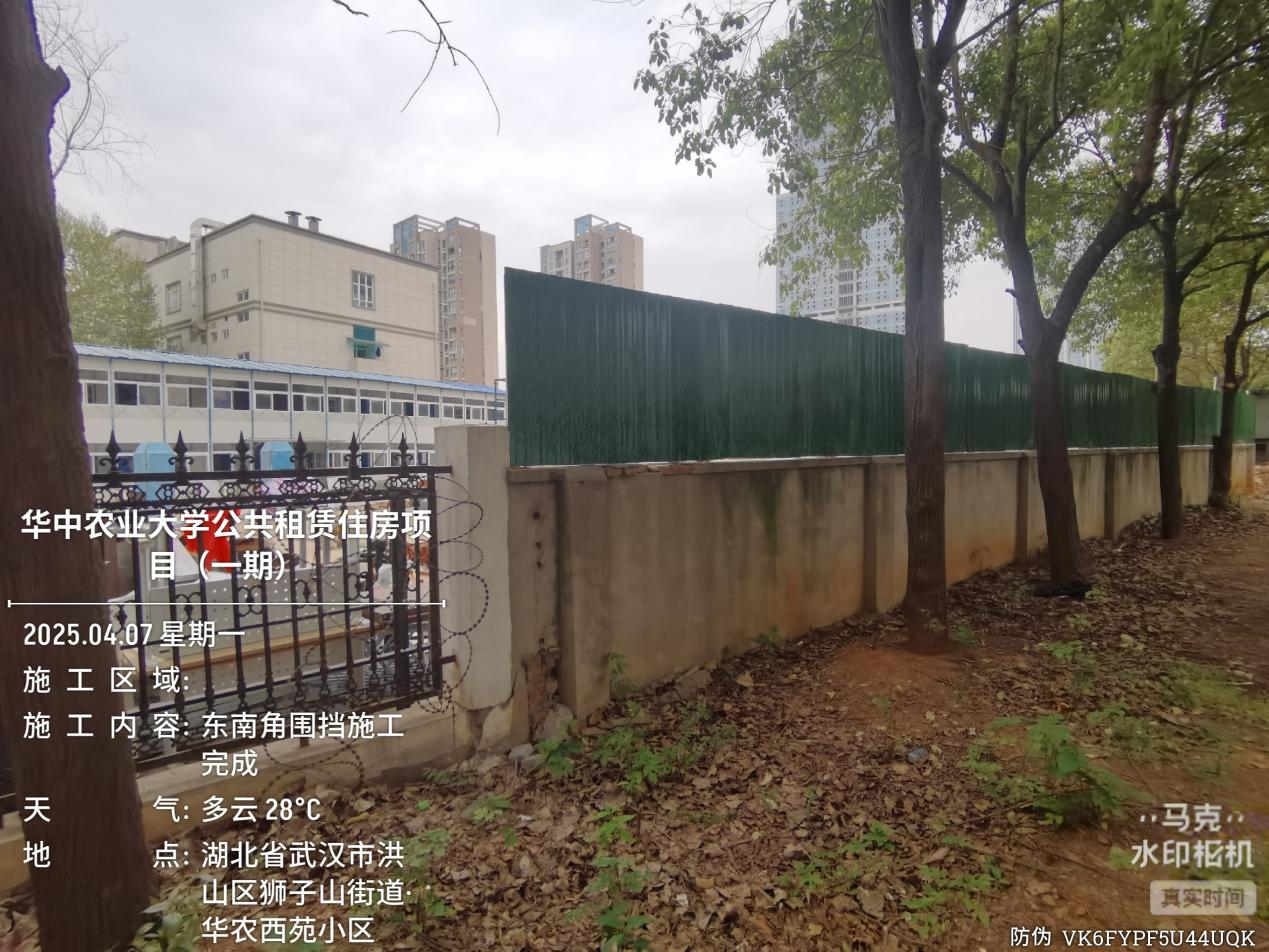 华中农业大学公共租赁住房项
目（一期）
2025.04.07 星期一
施工区域:
施工内容: 东南角围挡施工
完成
天气: 多云 28°C
地点: 湖北省武汉市洪
山区狮子山街道·
华农西苑小区
马克
水印相机
真实时间
防伪 VK6FYPF5U44UQK